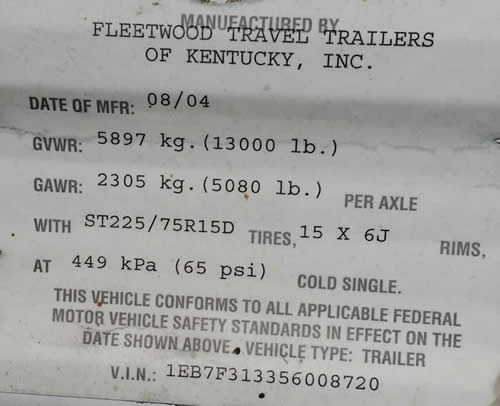 MANUFACTURED BY
FLEETWOOD TRAVEL TRAILERS
OF KENTUCKY, INC.
DATE OF MFR: 08/04
GVWR: 5897 kg.(13000 lb.)
GAWR: 2305 kg.(5080 lb.) PER AXLE
WITH ST225/75R15D TIRES, 15 X 6J RIMS,
AT 449 kPa (65 psi) COLD SINGLE.
THIS VEHICLE CONFORMS TO ALL APPLICABLE FEDERAL
MOTOR VEHICLE SAFETY STANDARDS IN EFFECT ON THE
DATE SHOWN ABOVE. VEHICLE TYPE: TRAILER
V.I.N.: 1EB7F313356008720